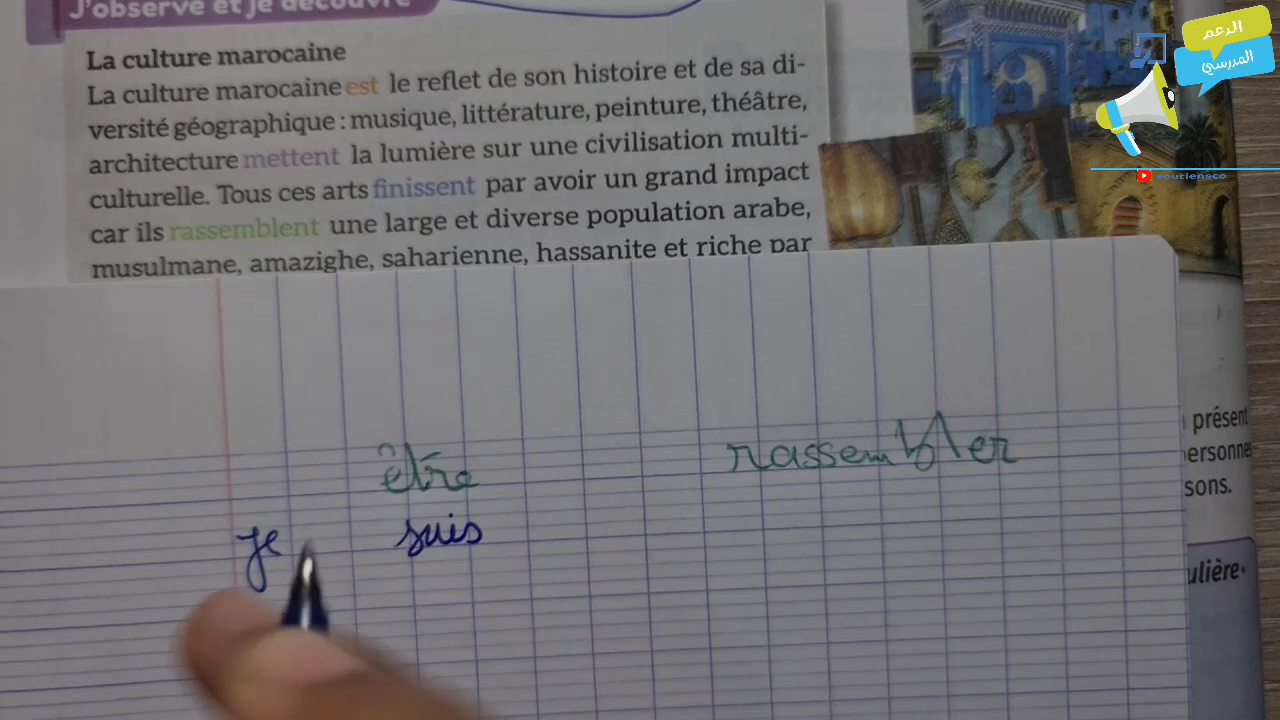 J'observe et je découvre
La culture marocaine
La culture marocaine est le reflet de son histoire et de sa di-
versité géographique : musique, littérature, peinture, théâtre,
architecture mettent la lumière sur une civilisation multi-
culturelle. Tous ces arts finissent par avoir un grand impact
car ils rassemblent une large et diverse population arabe,
musulmane, amazighe, saharienne, hassanite et riche par
الدعم
المدرسي
soutiensco
présent
personnes
sons.
ulière-
être rassembler
je suis